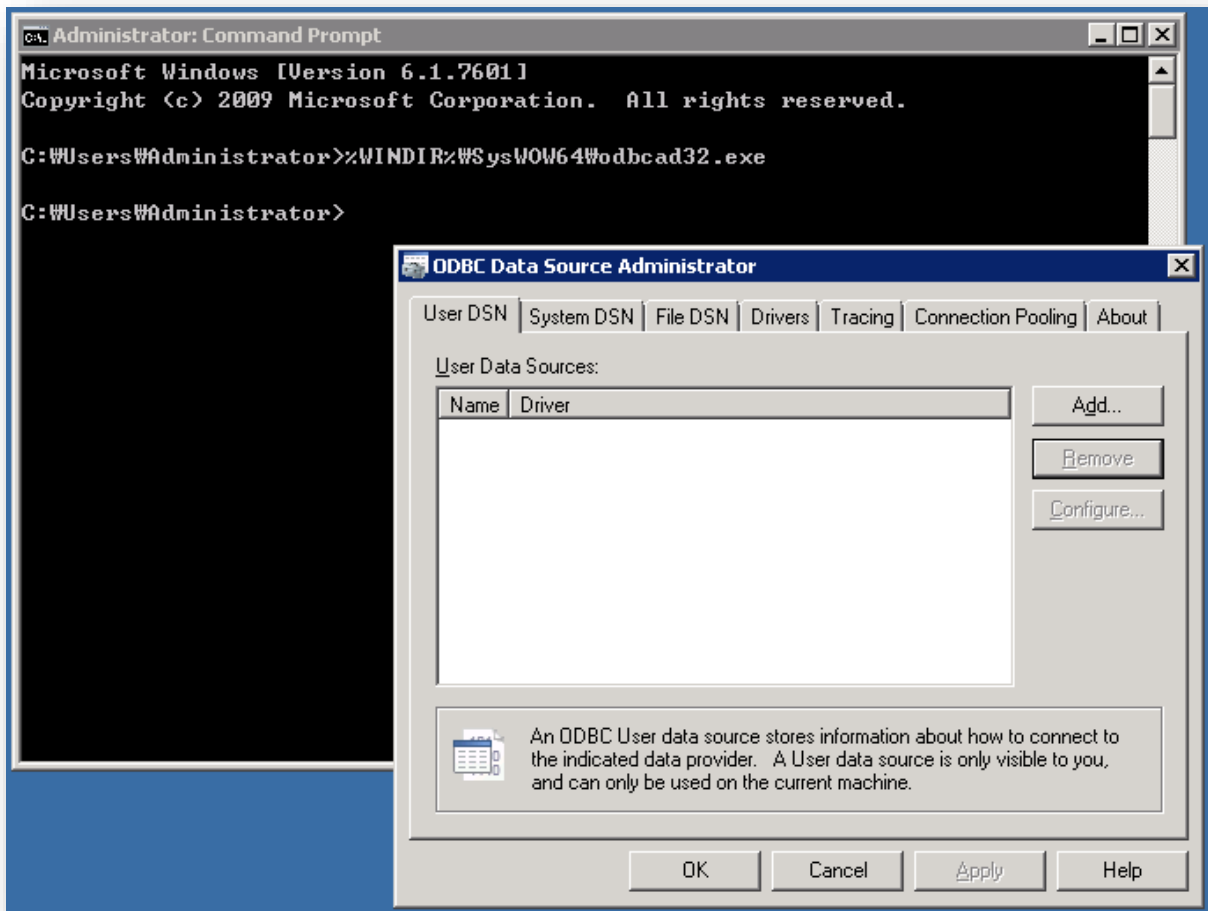 Administrator: Command Prompt
Microsoft Windows [Version 6.1.7601]
Copyright (c) 2009 Microsoft Corporation.  All rights reserved.
C:₩Users₩Administrator>%WINDIR%₩SysWOW64₩odbcad32.exe
C:₩Users₩Administrator>
ODBC Data Source Administrator
User DSN System DSN File DSN Drivers Tracing Connection Pooling About
User Data Sources:
Name Driver
Add...
Remove
Configure...
An ODBC User data source stores information about how to connect to
the indicated data provider.   A User data source is only visible to you,
and can only be used on the current machine.
OK Cancel Apply Help